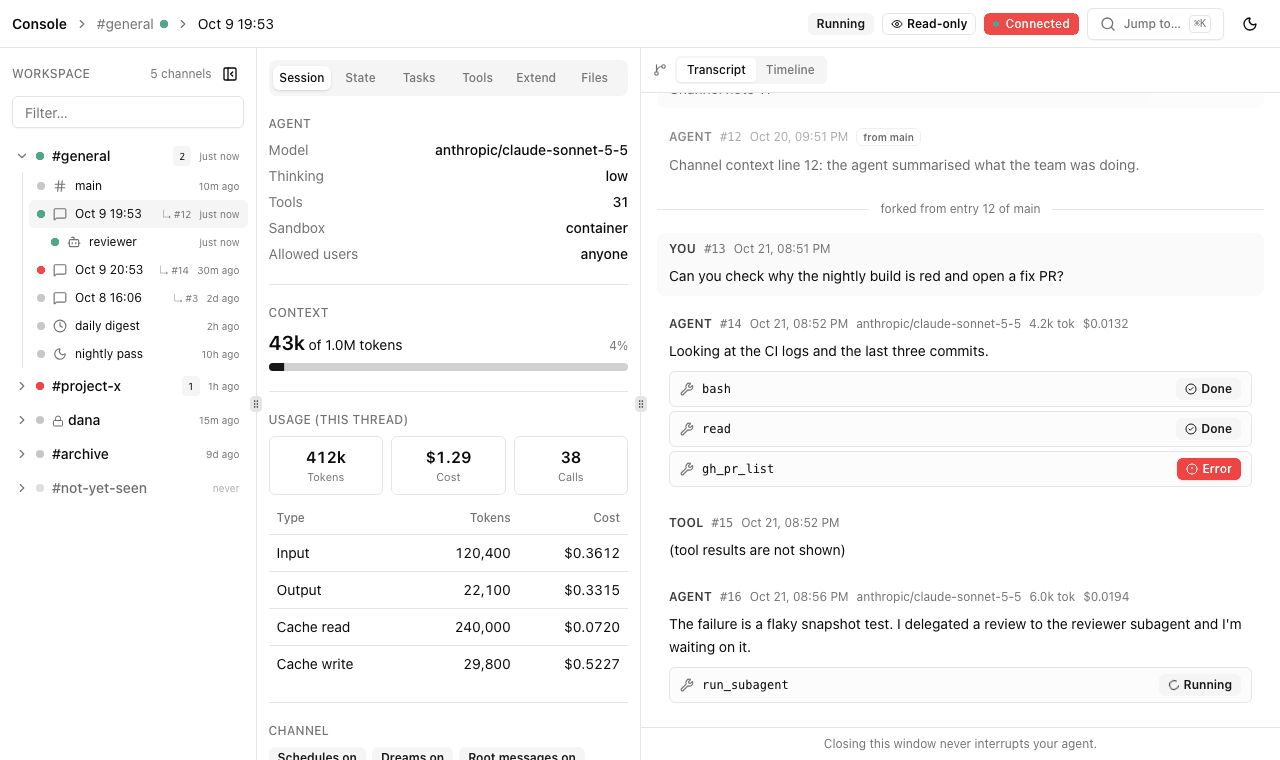 Console > #general > Oct 9 19:53
Running
Read-only
Connected
Jump to... ⌘K
WORKSPACE 5 channels
Filter...
#general 2 just now
main 10m ago
Oct 9 19:53 #12 just now
reviewer just now
Oct 9 20:53 #14 30m ago
Oct 8 16:06 #3 2d ago
daily digest 2h ago
nightly pass 10h ago
#project-x 1 1h ago
dana 15m ago
#archive 9d ago
#not-yet-seen never
Session State Tasks Tools Extend Files
AGENT
Model anthropic/claude-sonnet-5-5
Thinking low
Tools 31
Sandbox container
Allowed users anyone
CONTEXT
43k of 1.0M tokens 4%
USAGE (THIS THREAD)
412k $1.29 38
Tokens Cost Calls
Type Tokens Cost
Input 120,400 $0.3612
Output 22,100 $0.3315
Cache read 240,000 $0.0720
Cache write 29,800 $0.5227
CHANNEL
Schedules on Dreams on Root messages on
Transcript Timeline
AGENT #12 Oct 20, 09:51 PM from main
Channel context line 12: the agent summarised what the team was doing.
forked from entry 12 of main
YOU #13 Oct 21, 08:51 PM
Can you check why the nightly build is red and open a fix PR?
AGENT #14 Oct 21, 08:52 PM anthropic/claude-sonnet-5-5 4.2k tok $0.0132
Looking at the CI logs and the last three commits.
bash Done
read Done
gh_pr_list Error
TOOL #15 Oct 21, 08:52 PM
(tool results are not shown)
AGENT #16 Oct 21, 08:56 PM anthropic/claude-sonnet-5-5 6.0k tok $0.0194
The failure is a flaky snapshot test. I delegated a review to the reviewer subagent and I'm
waiting on it.
run_subagent Running
Closing this window never interrupts your agent.